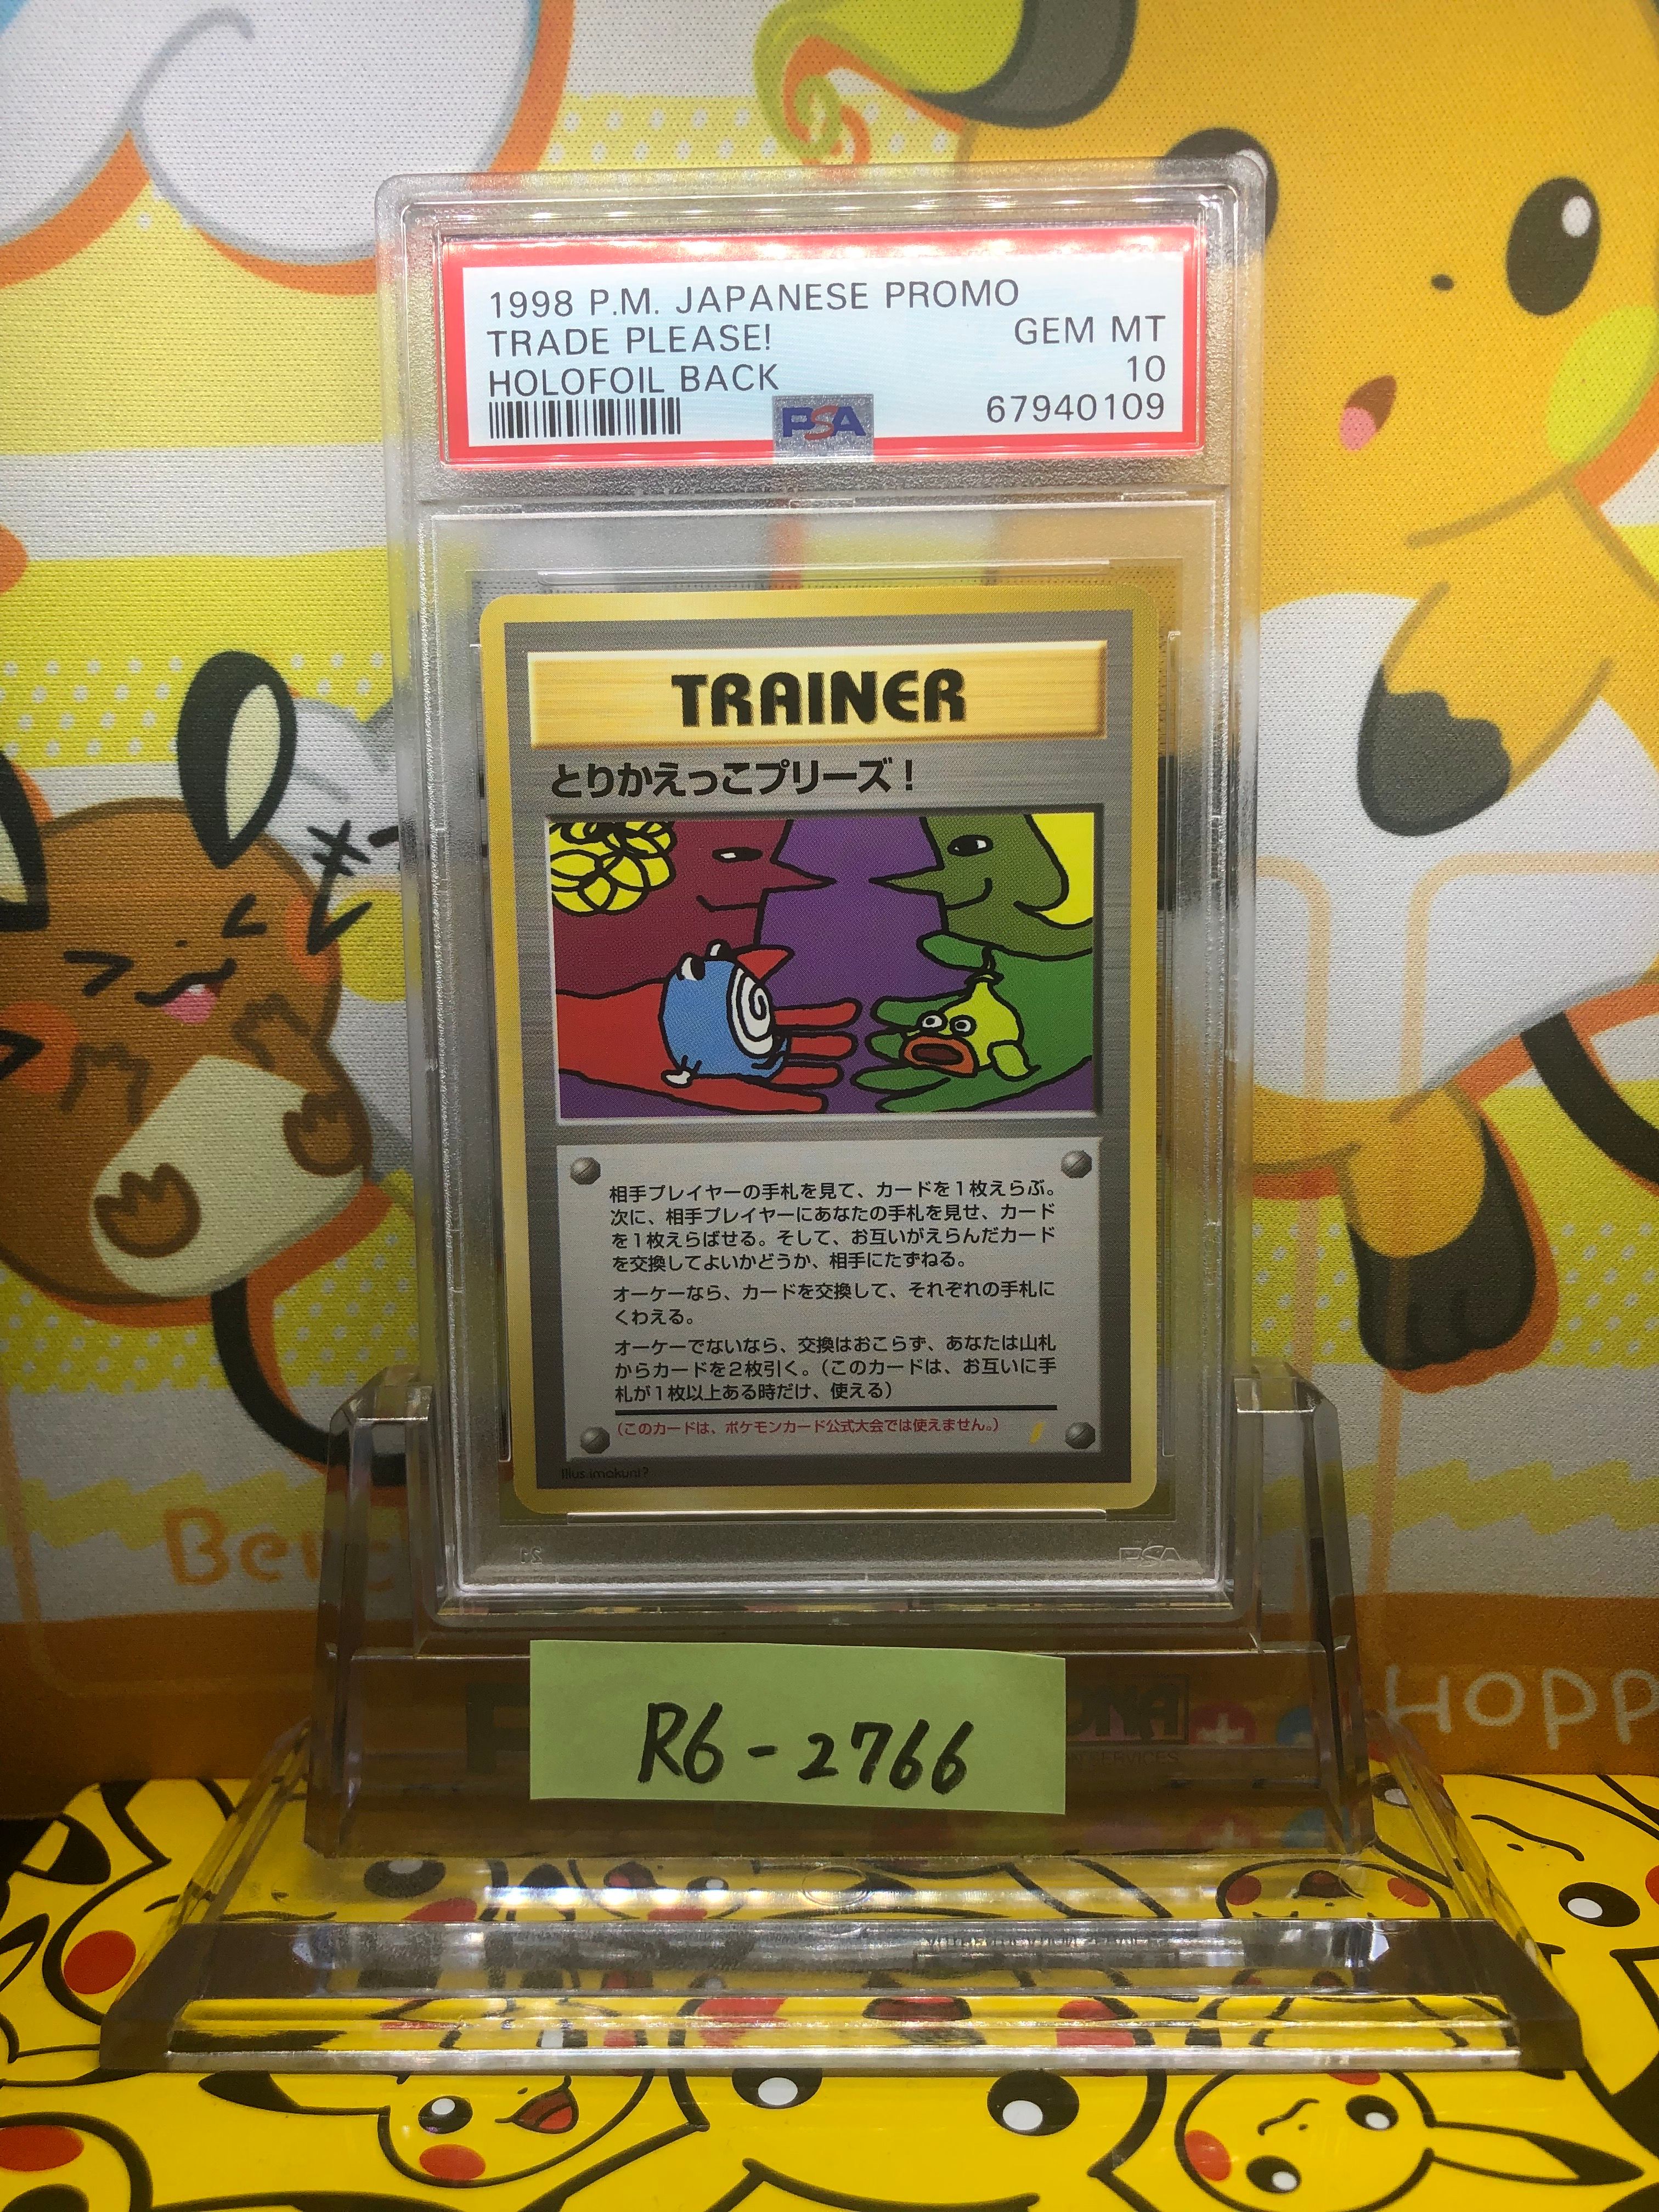 1998 P.M. JAPANESE PROMO
TRADE PLEASE! GEM MT
HOLOFOIL BACK 10
PSA 67940109
TRAINER
とりかえっこプリーズ！
相手プレイヤーの手札を見て、カードを１枚えらぶ。
次に、相手プレイヤーにあなたの手札を見せ、カード
を１枚えらばせる。そして、お互いがえらんだカード
を交換してよいかどうか、相手にたずねる。
オーケーなら、カードを交換して、それぞれの手札に
くわえる。
オーケーでないなら、交換はおこらず、あなたは山札
からカードを２枚引く。（このカードは、お互いに手
札が１枚以上ある時だけ、使える）
（このカードは、ポケモンカード公式大会では使えません。）
Illus.imakuni?
PSA
HOPP
R6-2766
SERVICES